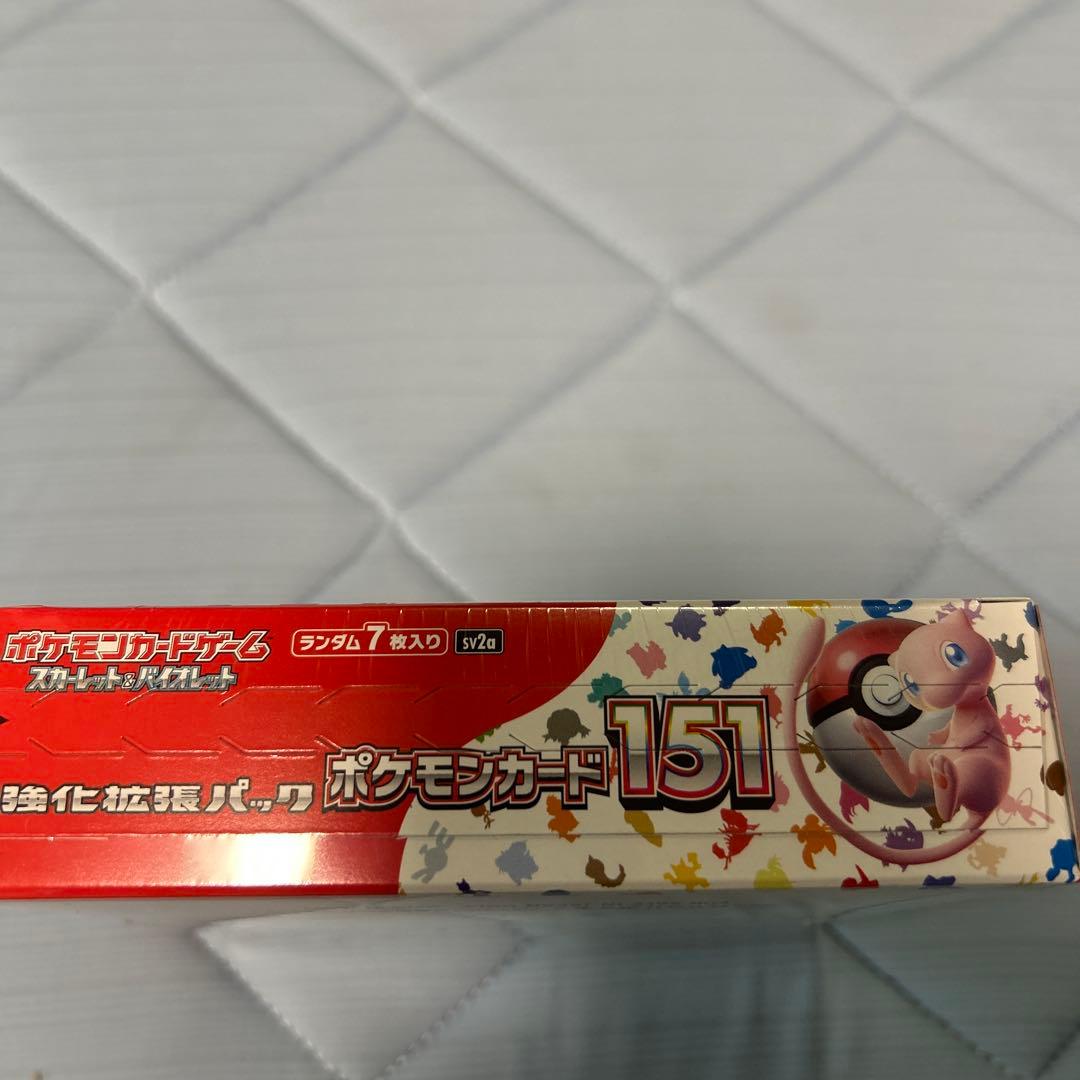 ポケモンカードゲーム
スカーレット&バイオレット
ランダム7枚入り
sv2a
強化拡張パック
ポケモンカード151